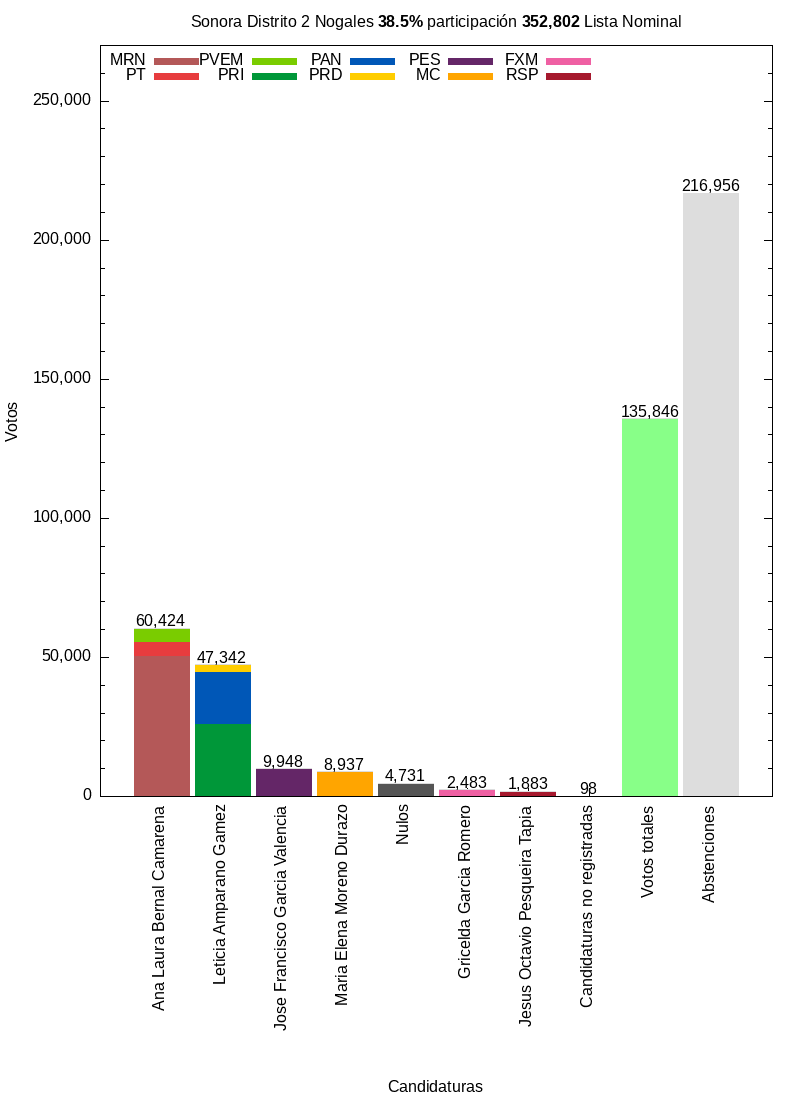 Sonora Distrito 2 Nogales 38.5% participación 352,802 Lista Nominal
MRN PVEM PAN PES FXM
PT PRI PRD MC RSP
250,000
200,000
150,000
100,000
50,000
0
Votos
60,424
47,342
9,948
8,937
4,731
2,483
1,883
98
135,846
216,956
Ana Laura Bernal Camarena
Leticia Amparano Gamez
Jose Francisco Garcia Valencia
Maria Elena Moreno Durazo
Nulos
Gricelda Garcia Romero
Jesus Octavio Pesqueira Tapia
Candidaturas no registradas
Votos totales
Abstenciones
Candidaturas